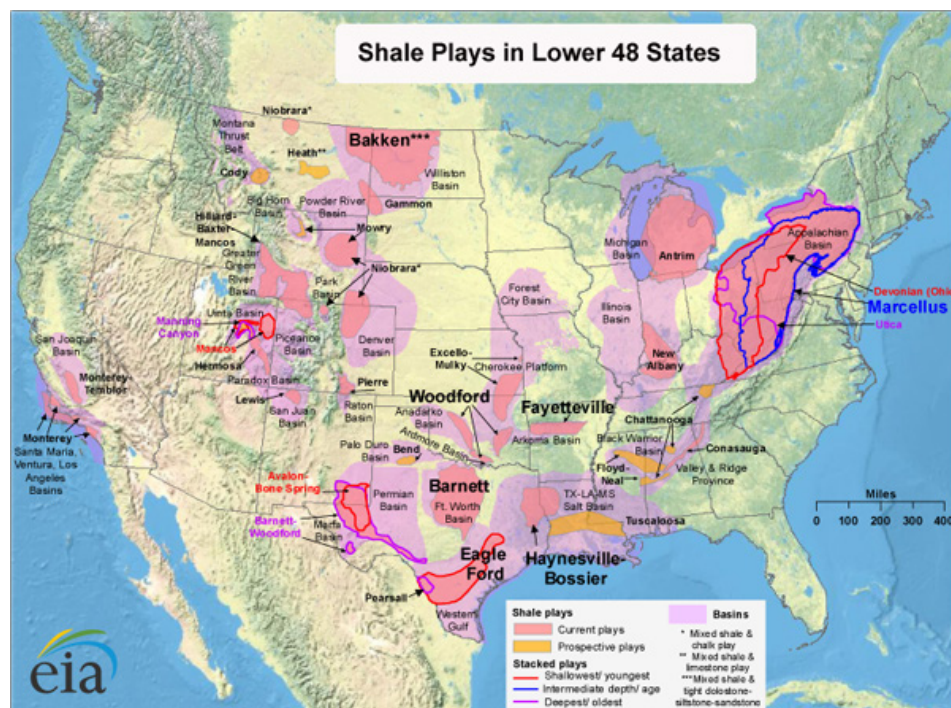 Shale Plays in Lower 48 States
Niobrara*
Montana
Thrust
Belt
Bakken***
Heath**
Cody
Williston
Basin
Big Horn
Basin
Powder River
Basin
Gammon
Hilliard-
Baxter-
Mancos
Mowry
Greater
Green
River
Basin
Park
Basin
Niobrara*
Michigan
Basin
Antrim
Appalachian
Basin
Devonian (Ohi
Marcellus
Utica
Forest
City Basin
Illinois
Basin
Uinta Basin
Manning
Canyon
Mancos
Piceance
Basin
Denver
Basin
San Joaquin
Basin
Hermosa
Paradox Basin
Monterey-
Temblor
Excello-
Mulky
Cherokee Platform
New
Albany
Lewis
San Juan
Basin
Pierre
Raton
Basin
Woodford
Anadarko
Basin
Fayetteville
Chattanooga
Monterey
Santa Maria,
Ventura, Los
Angeles
Basins
Palo Duro
Basin
Bend
Ardmore Basin
Arkoma Basin
Black Warrior
Basin
Conasauga
Floyd-
Neal
Valley & Ridge
Province
Avalon-
Bone Spring
Permian
Basin
Barnett
Ft. Worth
Basin
TX-LA-MS
Salt Basin
Tuscaloosa
Miles
0 100 200 300 400
Barnett-
Woodford
Marfa
Basin
Eagle
Ford
Haynesville-
Bossier
Pearsall
Western
Gulf
Shale plays
Current plays
Prospective plays
Stacked plays
Shallowest/ youngest
Intermediate depth/ age
Deepest/ oldest
Basins
* Mixed shale &
chalk play
** Mixed shale &
limestone play
***Mixed shale &
tight dolostone-
siltstone-sandstone
eia